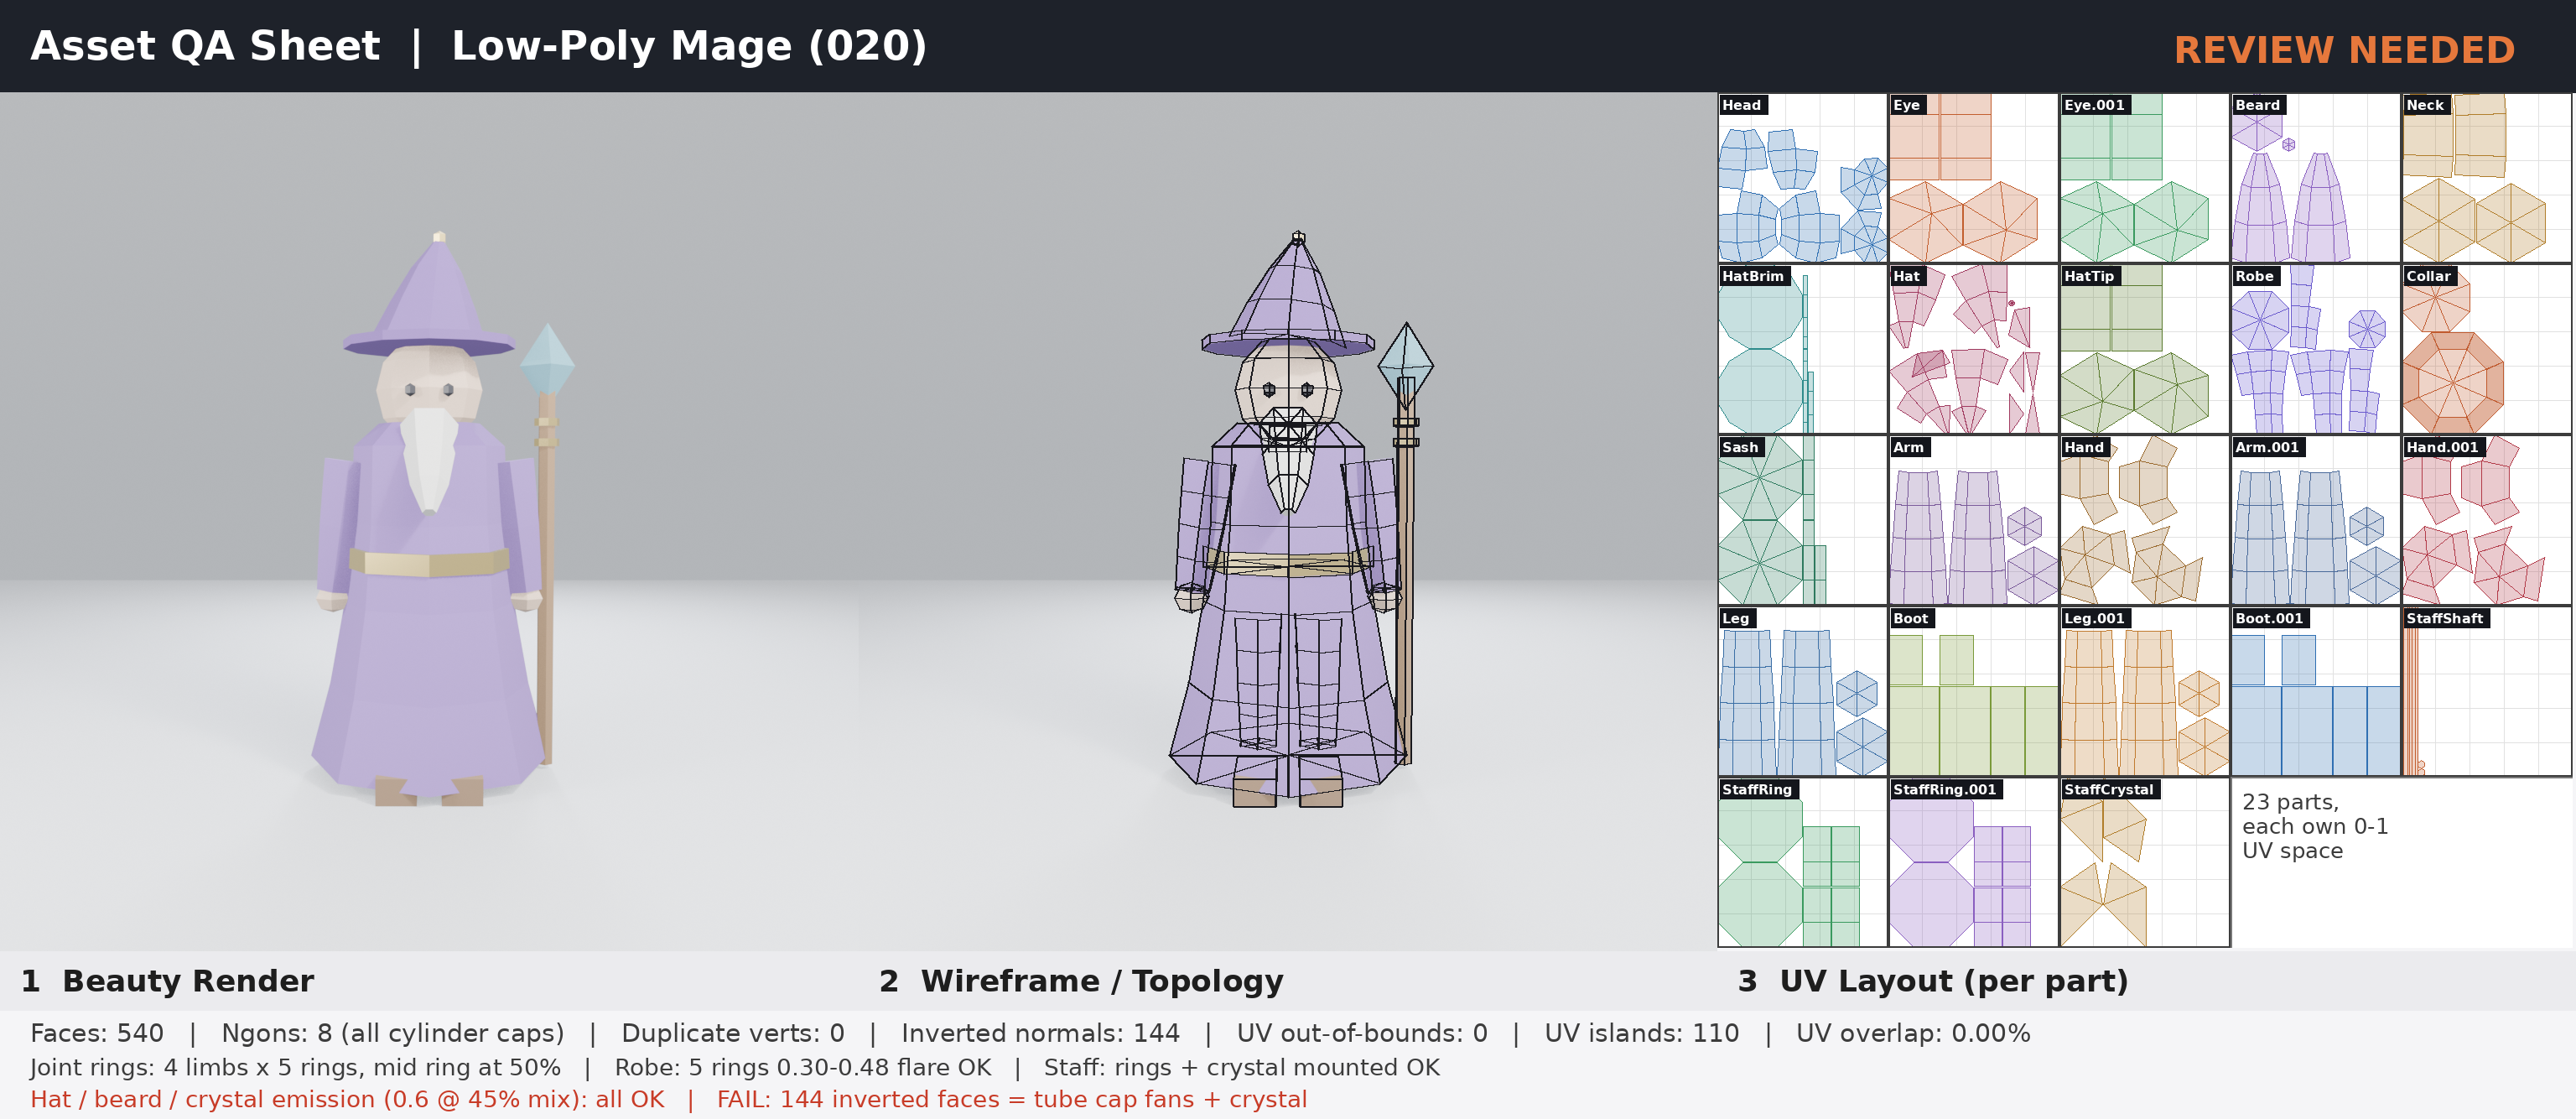 Asset QA Sheet | Low-Poly Mage (020)
REVIEW NEEDED
Head
Eye
Eye.001
Beard
Neck
HatBrim
Hat
HatTip
Robe
Collar
Sash
Arm
Hand
Arm.001
Hand.001
Leg
Boot
Leg.001
Boot.001
StaffShaft
StaffRing
StaffRing.001
StaffCrystal
23 parts,
each own 0-1
UV space
1 Beauty Render
2 Wireframe / Topology
3 UV Layout (per part)
Faces: 540 | Ngons: 8 (all cylinder caps) | Duplicate verts: 0 | Inverted normals: 144 | UV out-of-bounds: 0 | UV islands: 110 | UV overlap: 0.00%
Joint rings: 4 limbs x 5 rings, mid ring at 50% | Robe: 5 rings 0.30-0.48 flare OK | Staff: rings + crystal mounted OK
Hat / beard / crystal emission (0.6 @ 45% mix): all OK | FAIL: 144 inverted faces = tube cap fans + crystal